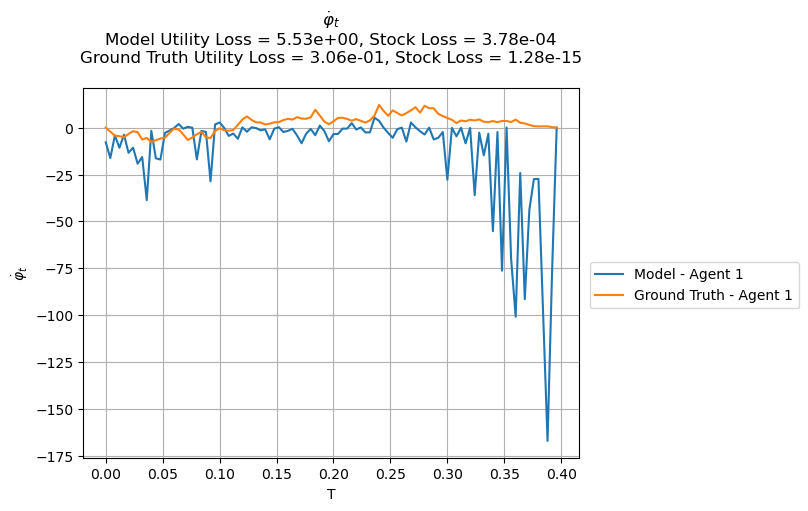 φ̇ₜ
Model Utility Loss = 5.53e+00, Stock Loss = 3.78e-04
Ground Truth Utility Loss = 3.06e-01, Stock Loss = 1.28e-15
0
−25
−50
−75
−100
−125
−150
−175
φ̇ₜ
0.00 0.05 0.10 0.15 0.20 0.25 0.30 0.35 0.40
T
Model - Agent 1
Ground Truth - Agent 1